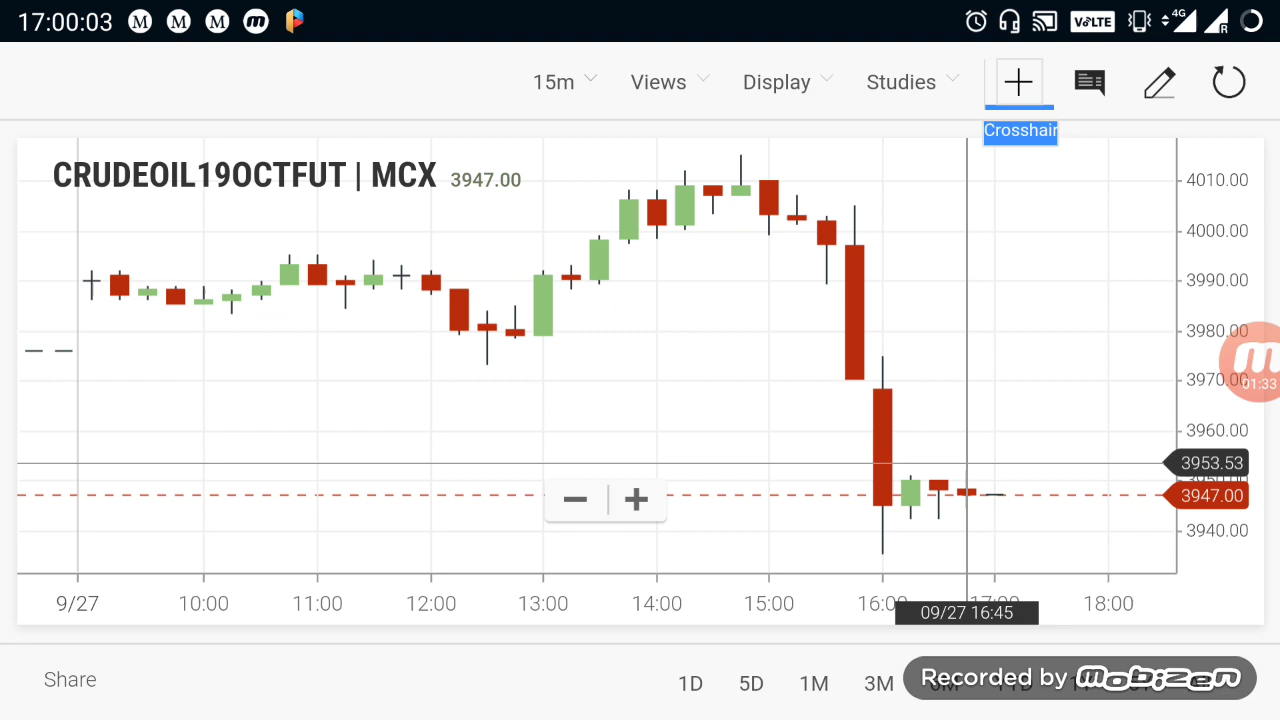 17:00:03 M M M m
VoLTE 4G R
15m Views Display Studies
Crosshair
CRUDEOIL19OCTFUT | MCX 3947.00
4010.00
4000.00
3990.00
3980.00
3970.00
01:33
3960.00
3953.53
3947.00
3940.00
9/27 10:00 11:00 12:00 13:00 14:00 15:00 16:00 17:00 18:00
09/27 16:45
Share 1D 5D 1M 3M
Recorded by mobizen